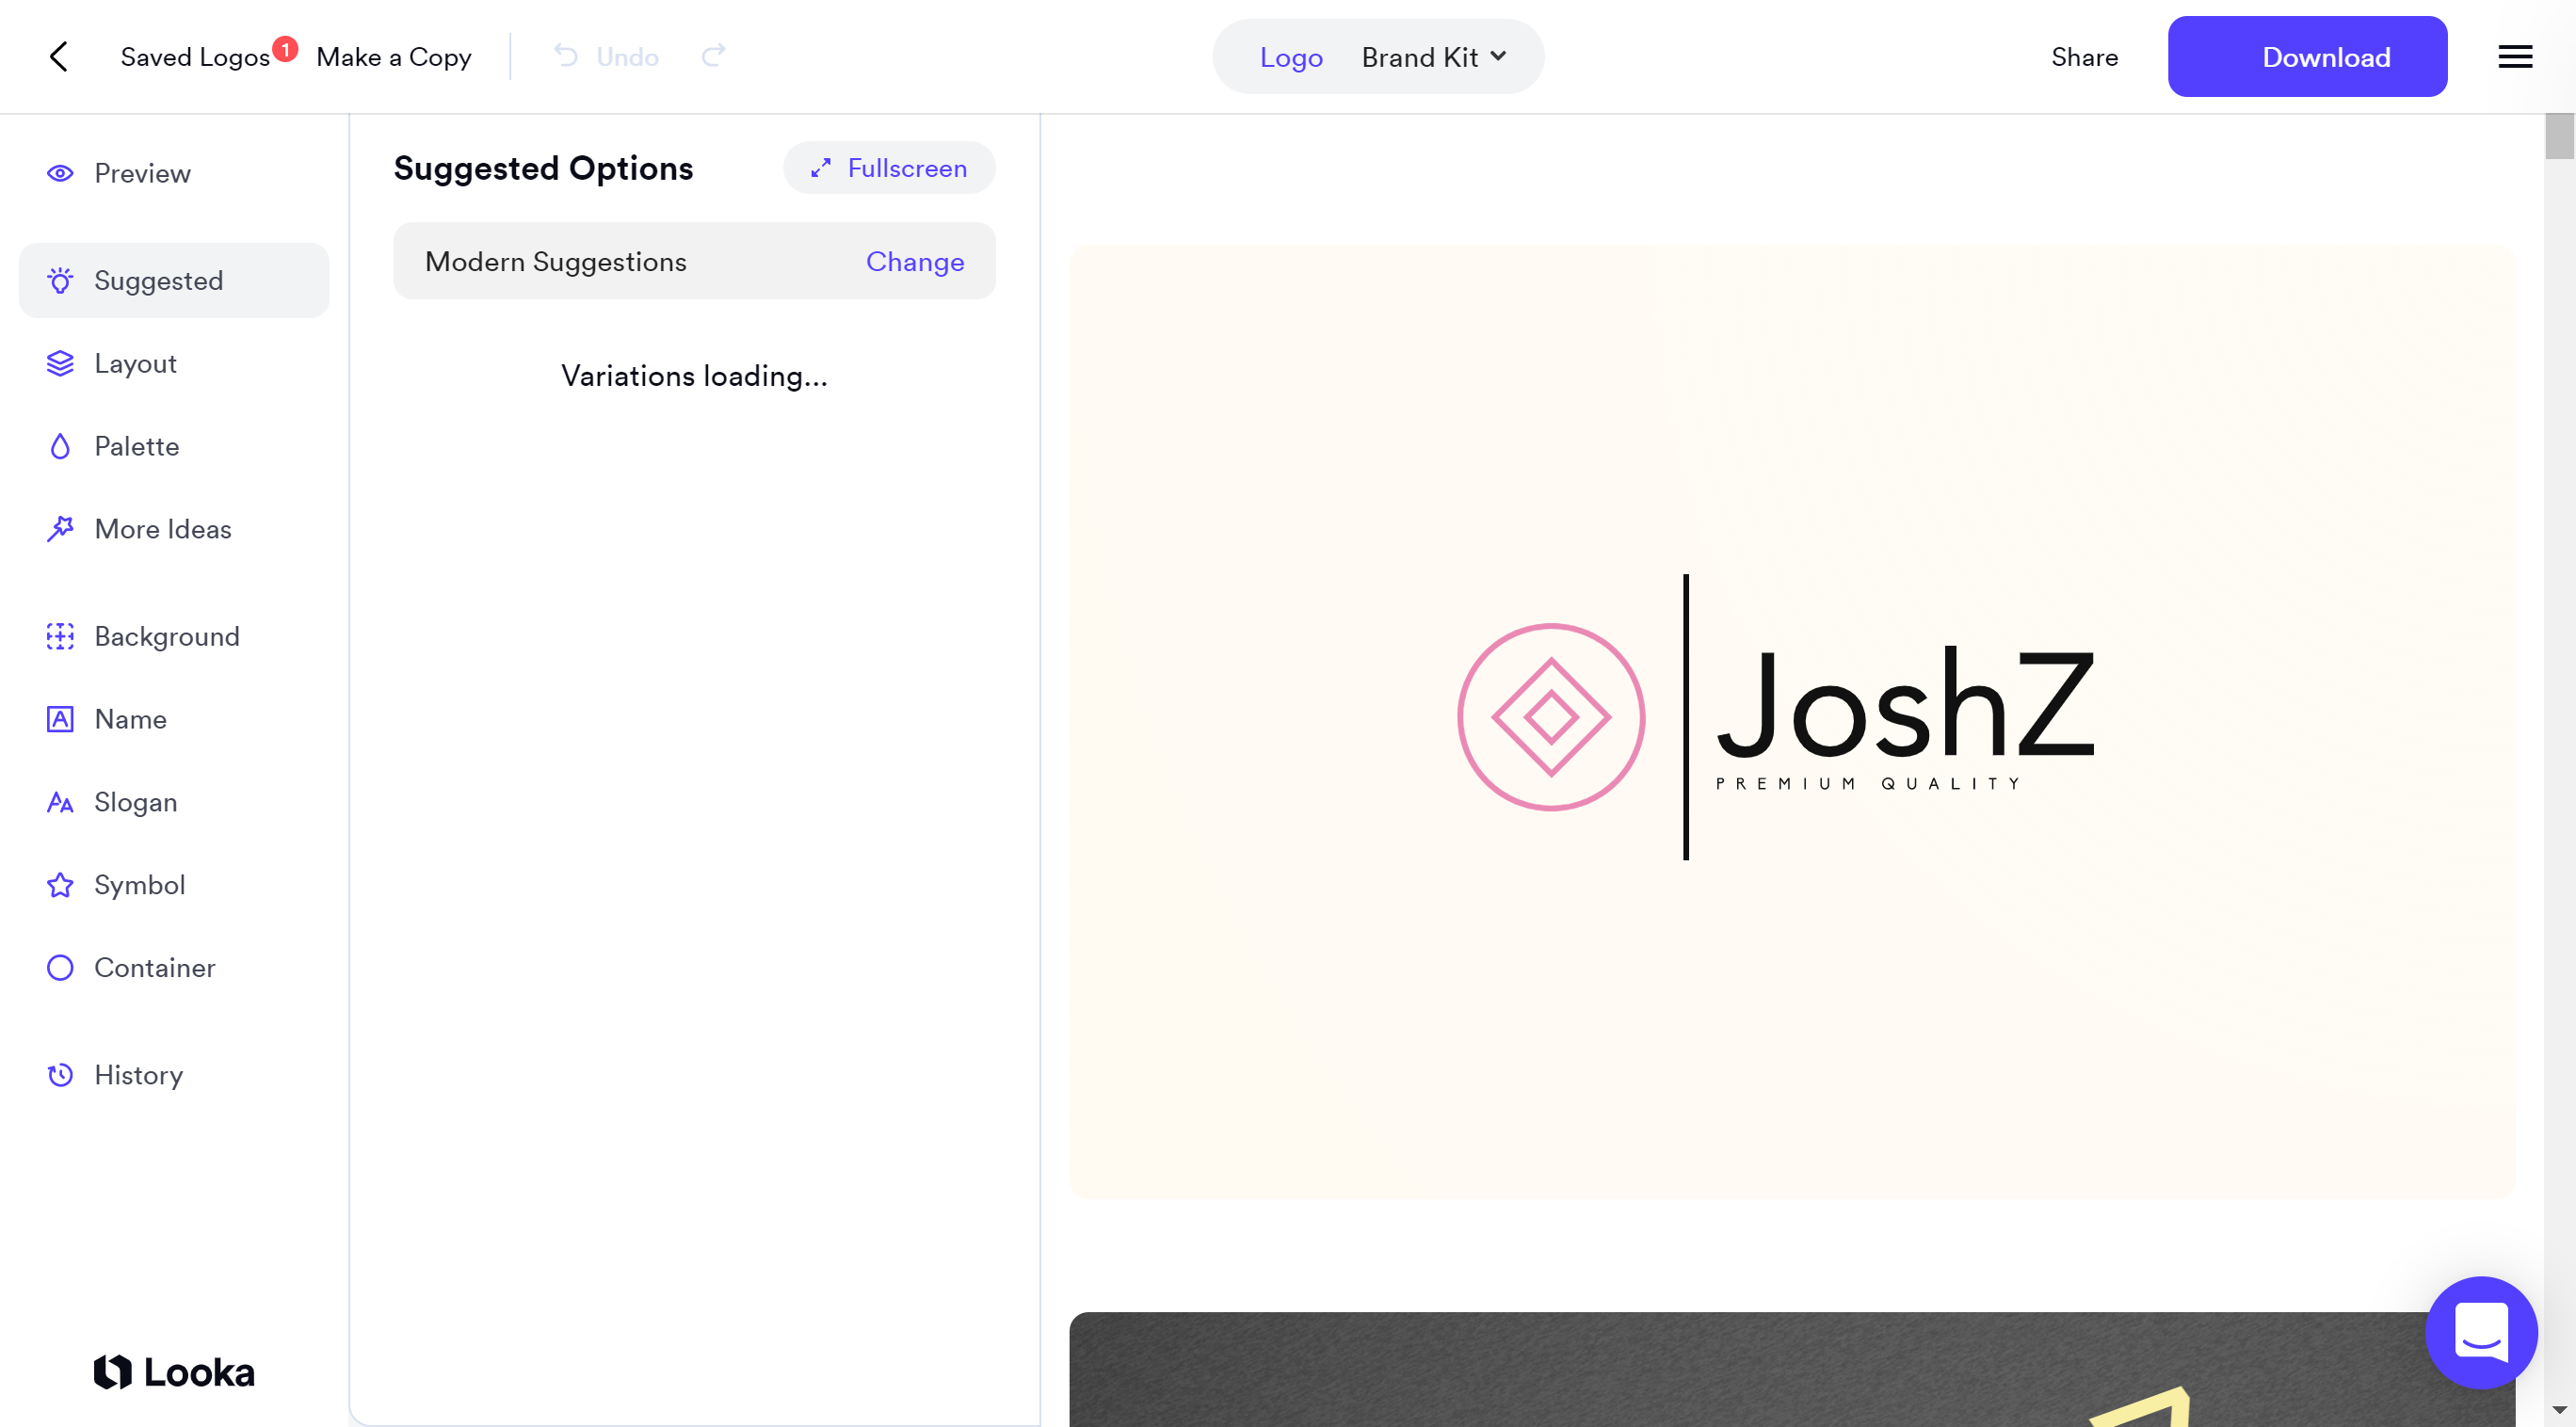 Saved Logos 1 Make a Copy Undo Logo Brand Kit Share Download
Preview
Suggested
Layout
Palette
More Ideas
Background
Name
Slogan
Symbol
Container
History
Looka
Suggested Options Fullscreen
Modern Suggestions Change
Variations loading...
JoshZ
PREMIUM QUALITY